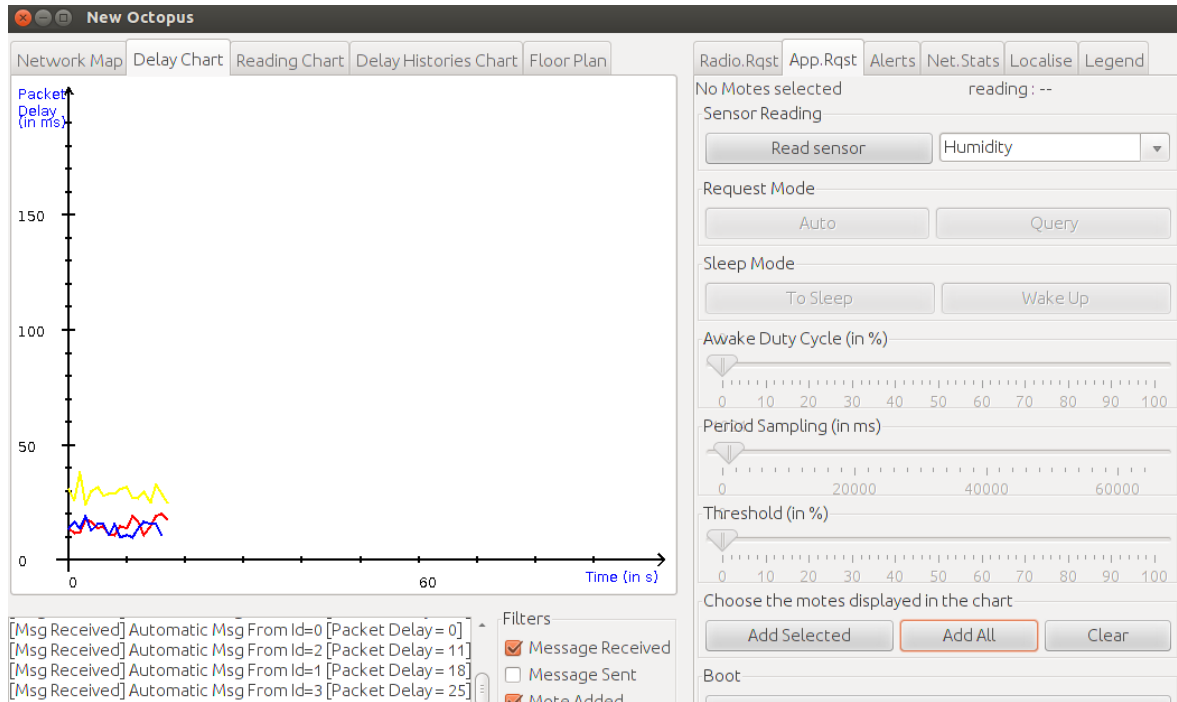 New Octopus
Network Map Delay Chart Reading Chart Delay Histories Chart Floor Plan
Packet
Delay
(in ms)
150
100
50
0
0 60 Time (in s)
[Msg Received] Automatic Msg From Id=0 [Packet Delay = 0]
[Msg Received] Automatic Msg From Id=2 [Packet Delay = 11]
[Msg Received] Automatic Msg From Id=1 [Packet Delay = 18]
[Msg Received] Automatic Msg From Id=3 [Packet Delay = 25]
Filters
Message Received
Message Sent
Mote Added
Radio.Rqst App.Rqst Alerts Net.Stats Localise Legend
No Motes selected reading : --
Sensor Reading
Read sensor Humidity
Request Mode
Auto Query
Sleep Mode
To Sleep Wake Up
Awake Duty Cycle (in %)
0 10 20 30 40 50 60 70 80 90 100
Period Sampling (in ms)
0 20000 40000 60000
Threshold (in %)
0 10 20 30 40 50 60 70 80 90 100
Choose the motes displayed in the chart
Add Selected Add All Clear
Boot